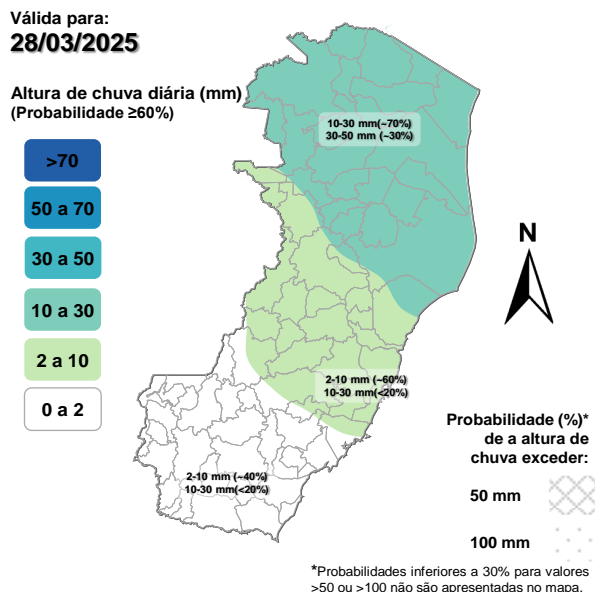 Válida para:
28/03/2025
Altura de chuva diária (mm)
(Probabilidade ≥60%)
>70
50 a 70
30 a 50
10 a 30
2 a 10
0 a 2
10-30 mm(~70%)
30-50 mm (~30%)
N
2-10 mm (~60%)
10-30 mm(<20%)
2-10 mm (~40%)
10-30 mm(<20%)
Probabilidade (%)*
de a altura de
chuva exceder:
50 mm
100 mm
*Probabilidades inferiores a 30% para valores
>50 ou >100 não são apresentadas no mapa.